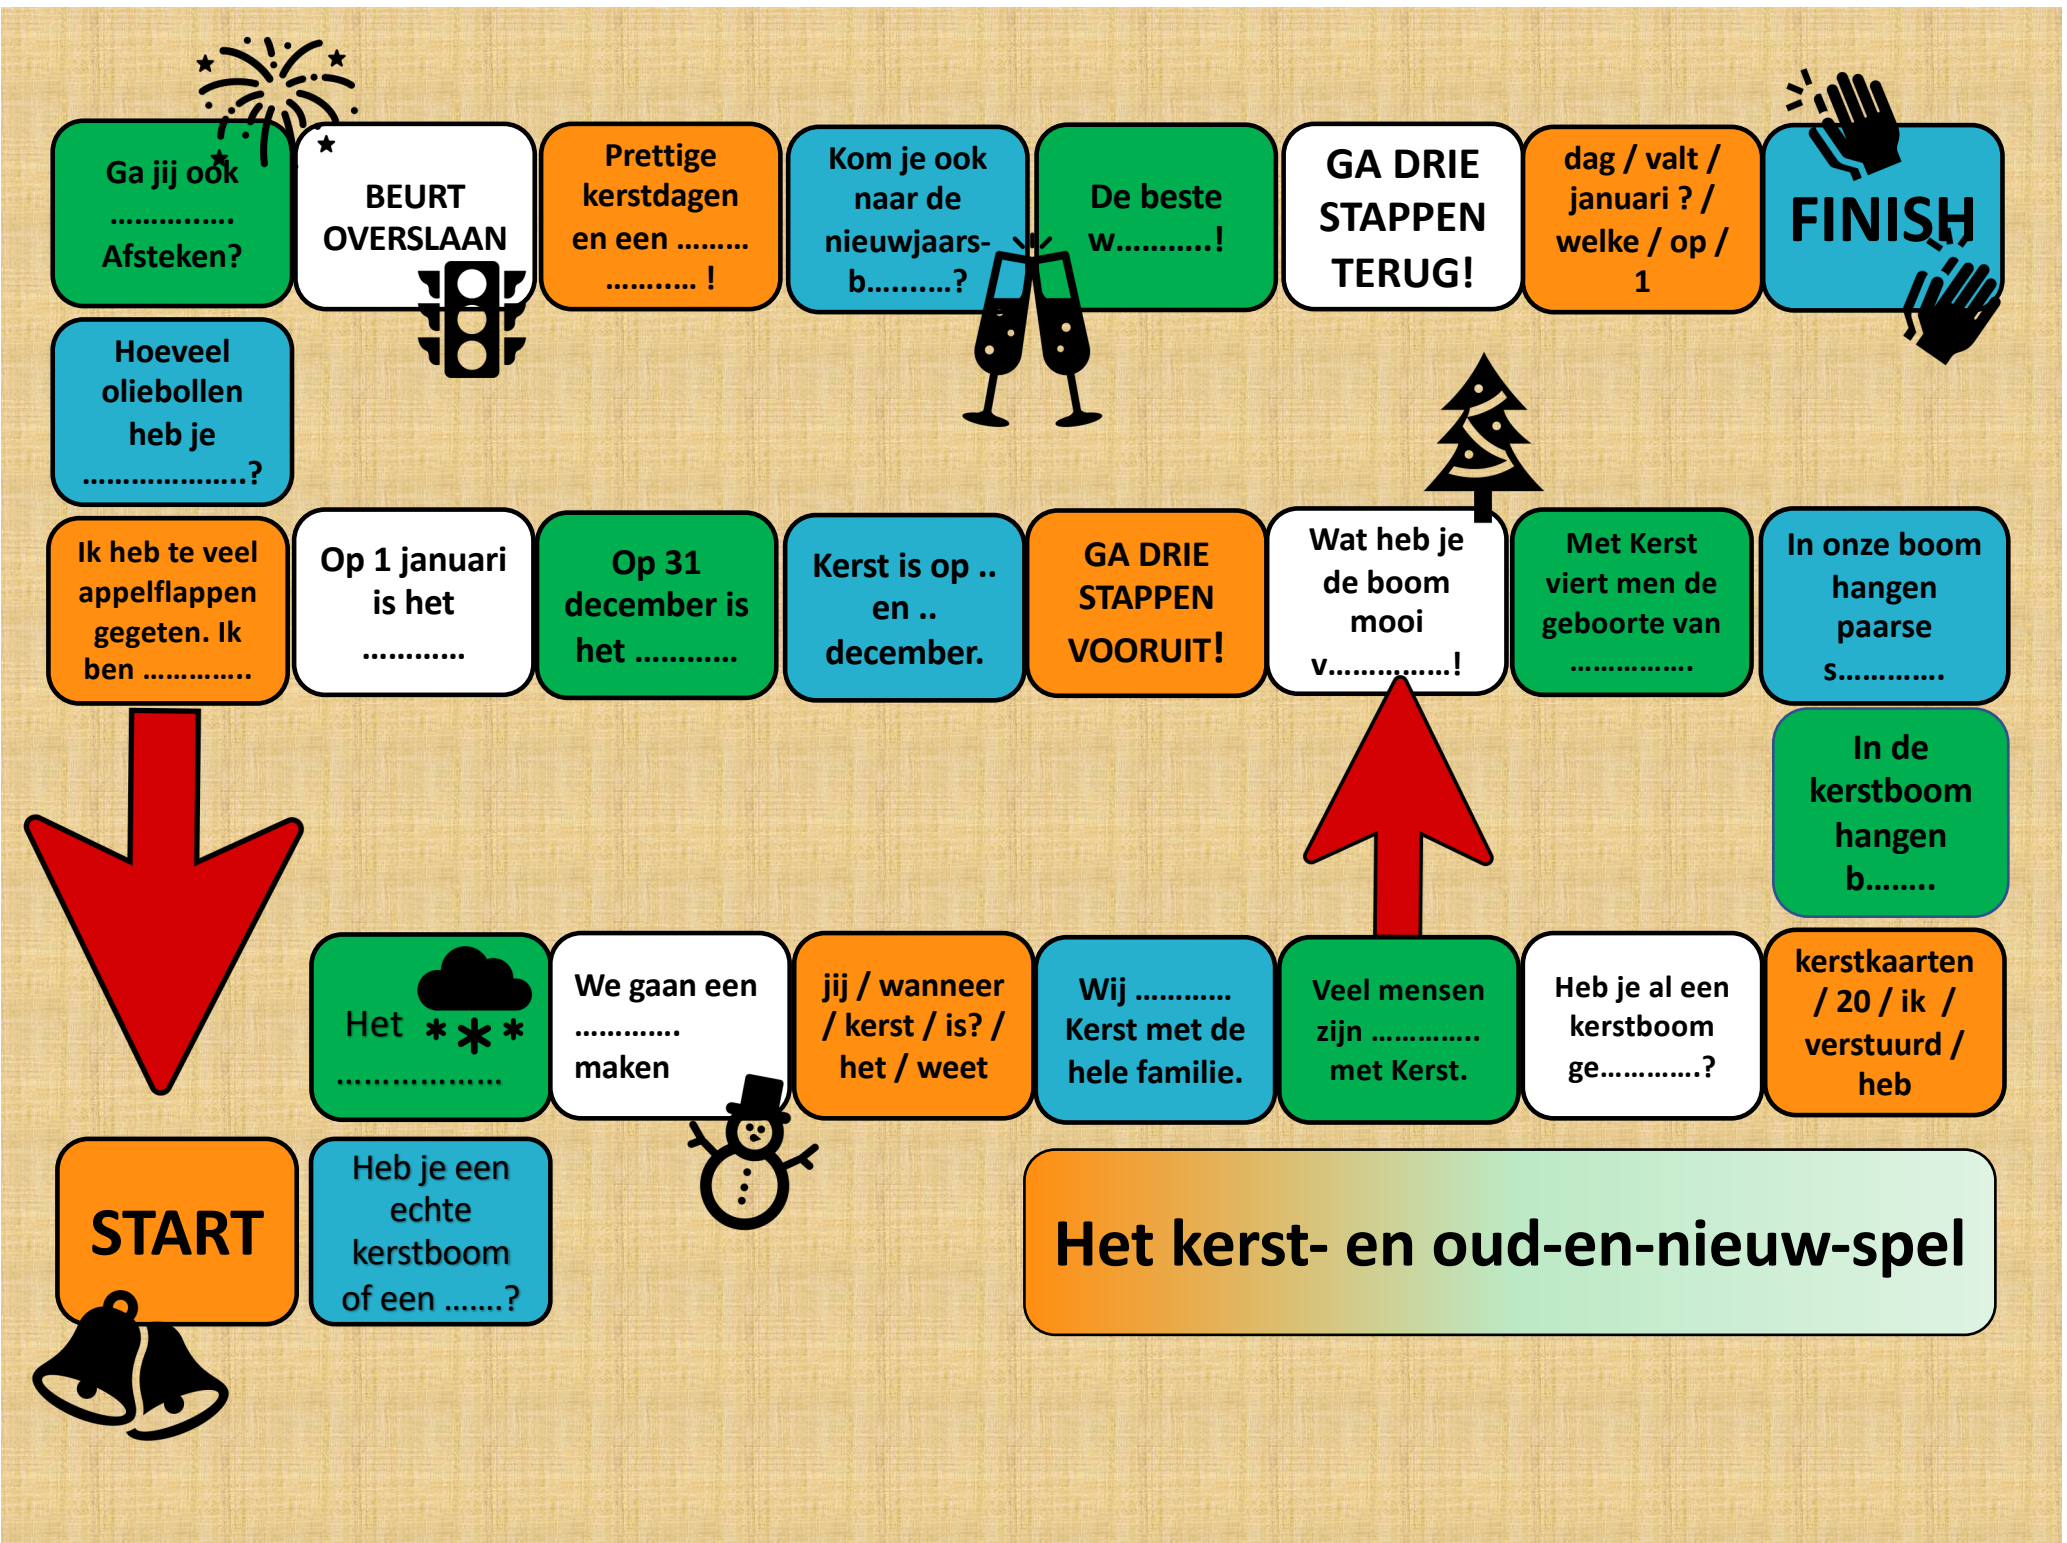 Ga jij ook
………..….
Afsteken?
BEURT
OVERSLAAN
Prettige
kerstdagen
en een ………
……..… !
Kom je ook
naar de
nieuwjaars-
b….…..…?
De beste
w………..!
GA DRIE
STAPPEN
TERUG!
dag / valt /
januari ? /
welke / op /
1
FINISH
Hoeveel
oliebollen
heb je
………………..?
Ik heb te veel
appelflappen
gegeten. Ik
ben …………..
Op 1 januari
is het
…………
Op 31
december is
het …………
Kerst is op ..
en ..
december.
GA DRIE
STAPPEN
VOORUIT!
Wat heb je
de boom
mooi
v……………!
Met Kerst
viert men de
geboorte van
…………….
In onze boom
hangen
paarse
s………….
In de
kerstboom
hangen
b……..
Het
………………
We gaan een
………….
maken
jij / wanneer
/ kerst / is? /
het / weet
Wij …………
Kerst met de
hele familie.
Veel mensen
zijn …………..
met Kerst.
Heb je al een
kerstboom
ge………….?
kerstkaarten
/ 20 / ik /
verstuurd /
heb
START
Heb je een
echte
kerstboom
of een …….?
Het kerst- en oud-en-nieuw-spel